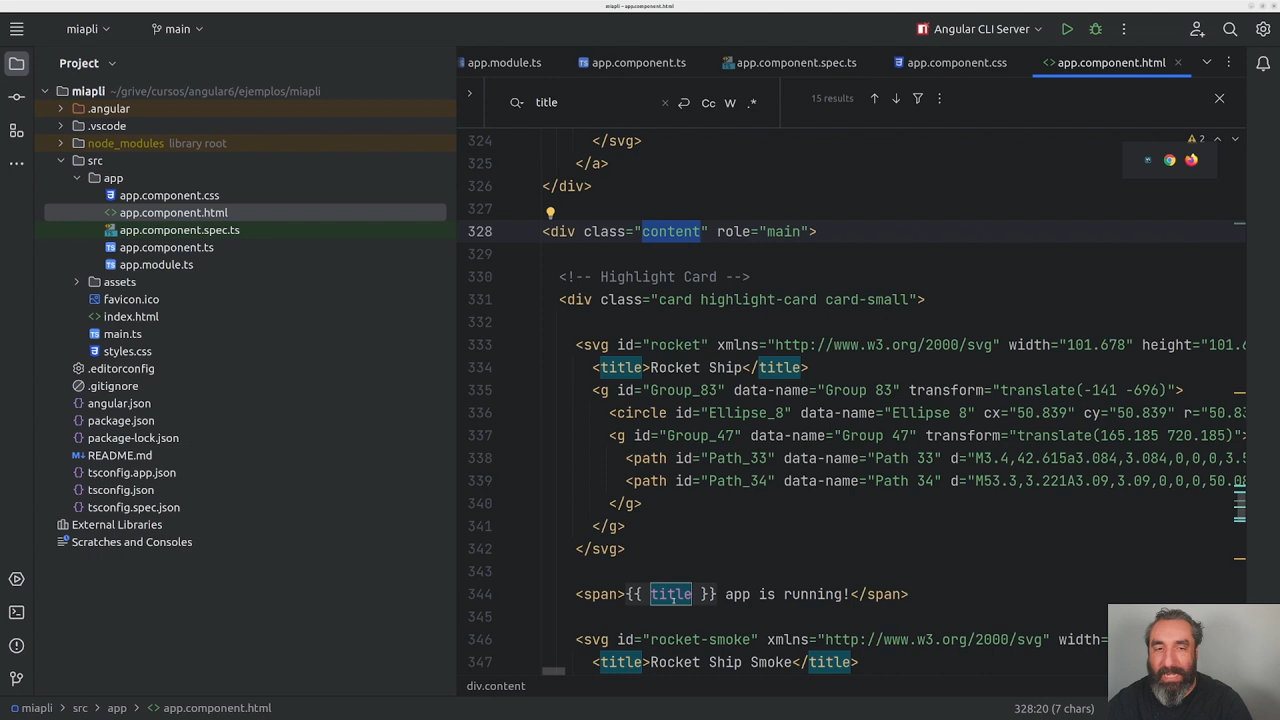 miapli – app.component.html
miapli
main
Angular CLI Server
Project
app.module.ts
app.component.ts
app.component.spec.ts
app.component.css
<>app.component.html
miapli ~/grive/cursos/angular6/ejemplos/miapli
.angular
.vscode
node_modules library root
src
app
app.component.css
<> app.component.html
app.component.spec.ts
app.component.ts
app.module.ts
assets
favicon.ico
<> index.html
main.ts
styles.css
.editorconfig
.gitignore
angular.json
package.json
package-lock.json
README.md
tsconfig.app.json
tsconfig.json
tsconfig.spec.json
External Libraries
Scratches and Consoles
title
Cc W .*
15 results
2
324 </svg>
325 </a>
326 </div>
327
328 <div class="content" role="main">
329
330 <!-- Highlight Card -->
331 <div class="card highlight-card card-small">
332
333 <svg id="rocket" xmlns="http://www.w3.org/2000/svg" width="101.678" height="101.6
334 <title>Rocket Ship</title>
335 <g id="Group_83" data-name="Group 83" transform="translate(-141 -696)">
336 <circle id="Ellipse_8" data-name="Ellipse 8" cx="50.839" cy="50.839" r="50.83
337 <g id="Group_47" data-name="Group 47" transform="translate(165.185 720.185)">
338 <path id="Path_33" data-name="Path 33" d="M3.4,42.615a3.084,3.084,0,0,0,3.5
339 <path id="Path_34" data-name="Path 34" d="M53.3,3.221A3.09,3.09,0,0,0,50.08
340 </g>
341 </g>
342 </svg>
343
344 <span>{{ title }} app is running!</span>
345
346 <svg id="rocket-smoke" xmlns="http://www.w3.org/2000/svg" width=
347 <title>Rocket Ship Smoke</title>
div.content
miapli > src > app > <> app.component.html
328:20 (7 chars)